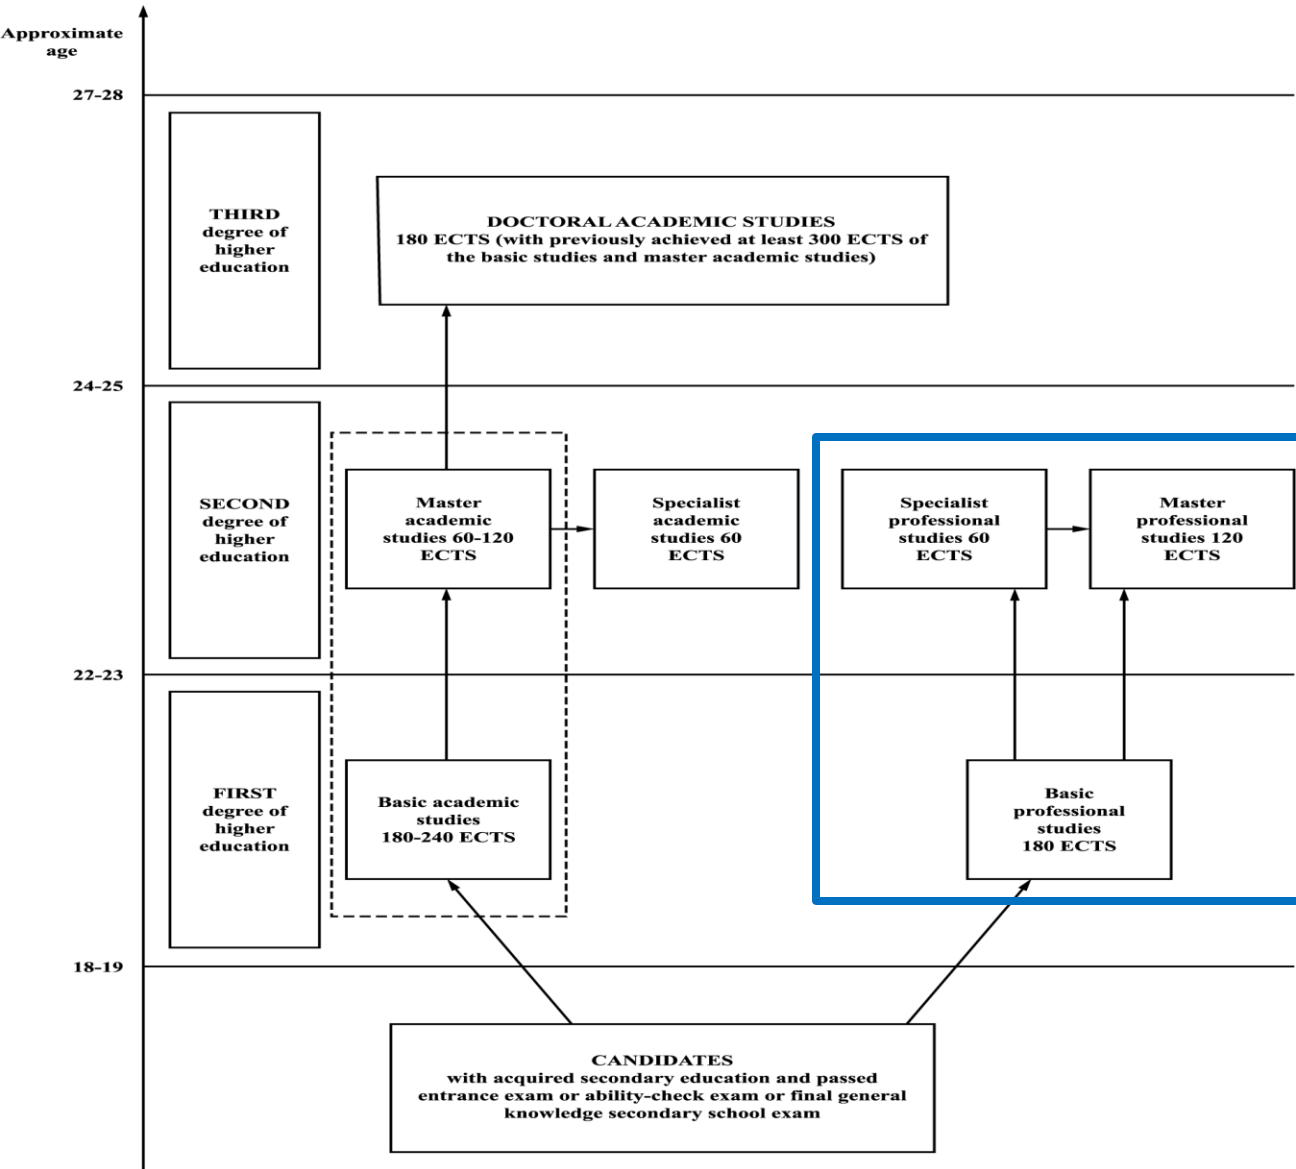 Approximate
age
27-28
THIRD
degree of
higher
education
DOCTORAL ACADEMIC STUDIES
180 ECTS (with previously achieved at least 300 ECTS of
the basic studies and master academic studies)
24-25
SECOND
degree of
higher
education
Master
academic
studies 60-120
ECTS
Specialist
academic
studies 60
ECTS
Specialist
professional
studies 60
ECTS
Master
professional
studies 120
ECTS
22-23
FIRST
degree of
higher
education
Basic academic
studies
180-240 ECTS
Basic
professional
studies
180 ECTS
18-19
CANDIDATES
with acquired secondary education and passed
entrance exam or ability-check exam or final general
knowledge secondary school exam